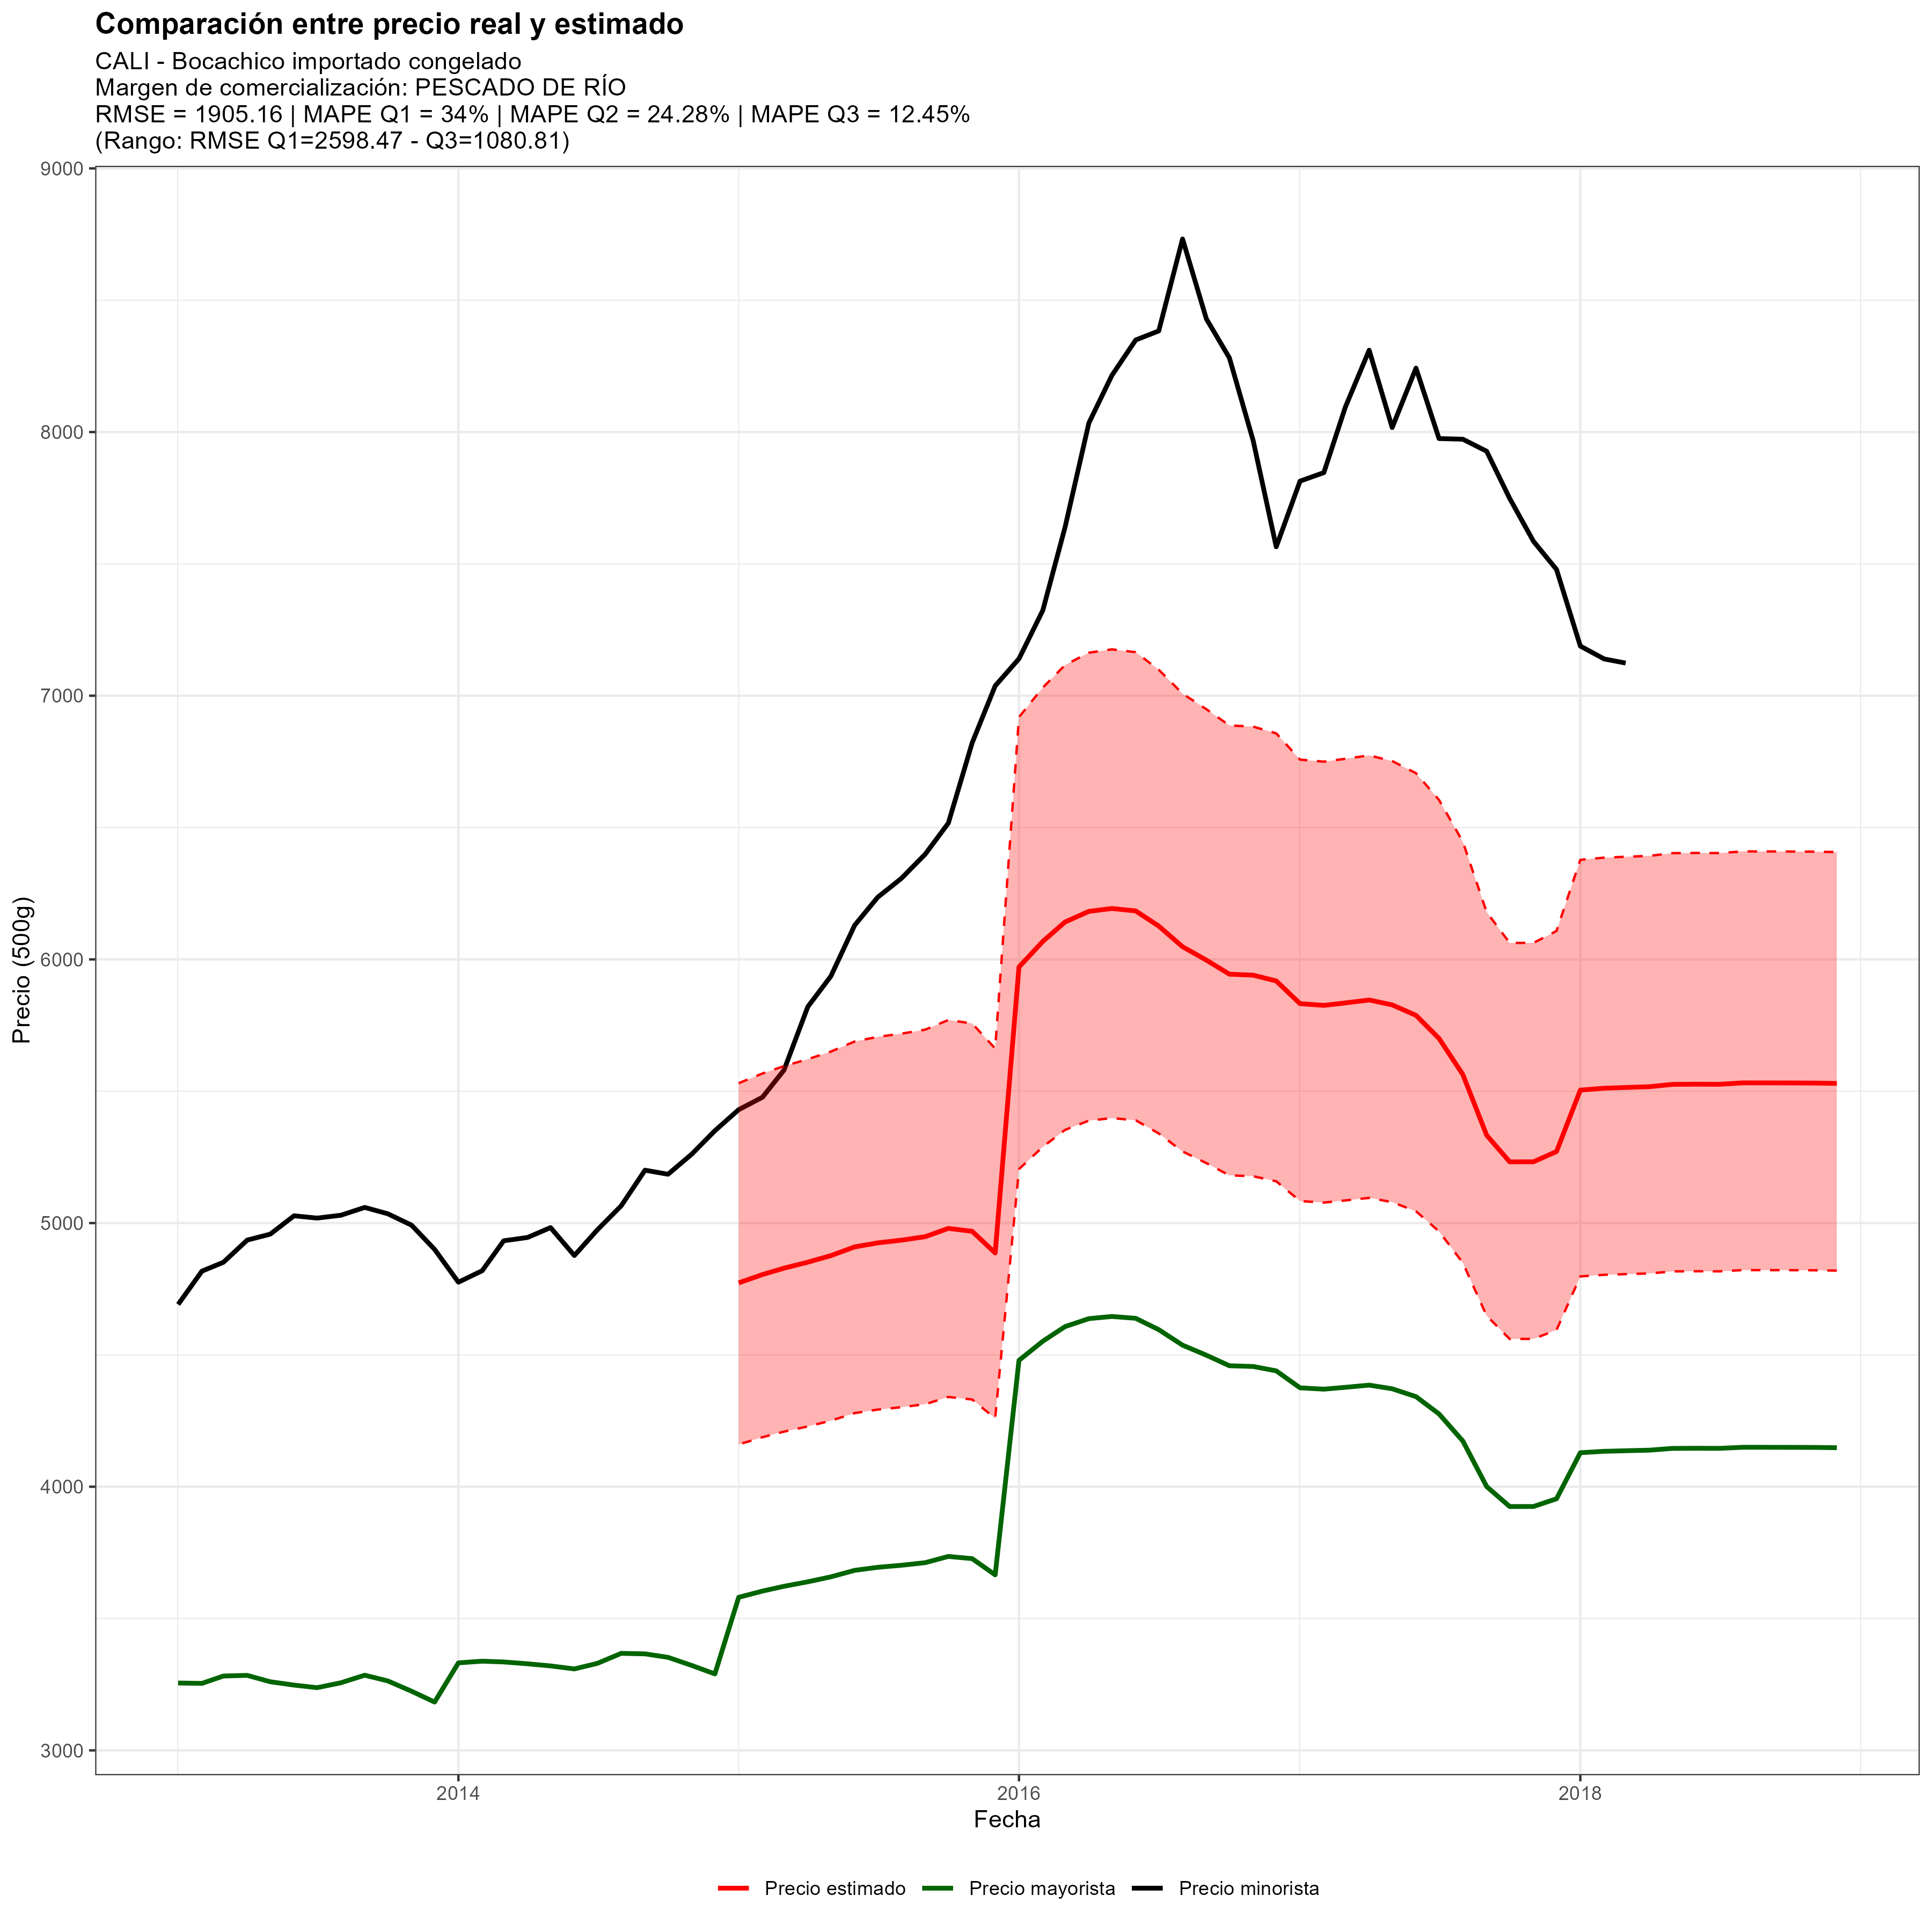 Comparación entre precio real y estimado
CALI - Bocachico importado congelado
Margen de comercialización: PESCADO DE RÍO
RMSE = 1905.16 | MAPE Q1 = 34% | MAPE Q2 = 24.28% | MAPE Q3 = 12.45%
(Rango: RMSE Q1=2598.47 - Q3=1080.81)
9000
8000
7000
6000
5000
4000
3000
Precio (500g)
2014
2016
2018
Fecha
Precio estimado
Precio mayorista
Precio minorista